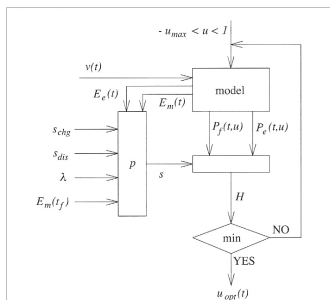 - u_max < u < 1
v(t)
model
E_e(t)
E_m(t)
P_f(t,u)
P_e(t,u)
s_chg
s_dis
λ
E_m(t_f)
p
s
H
min
NO
YES
u_opt(t)